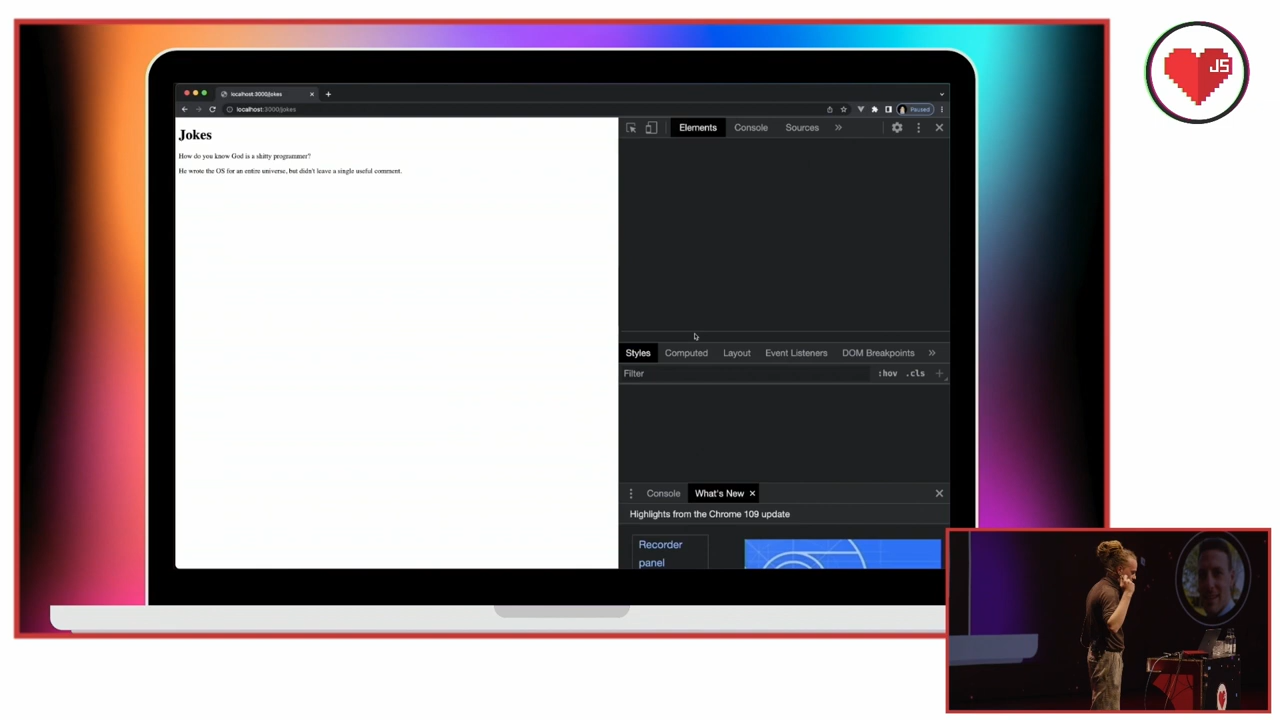 JS
localhost:3000/jokes
localhost:3000/jokes
Paused
Jokes
How do you know God is a shitty programmer?
He wrote the OS for an entire universe, but didn't leave a single useful comment.
Elements Console Sources »
Styles Computed Layout Event Listeners DOM Breakpoints »
Filter :hov .cls
Console What's New
Highlights from the Chrome 109 update
Recorder
panel